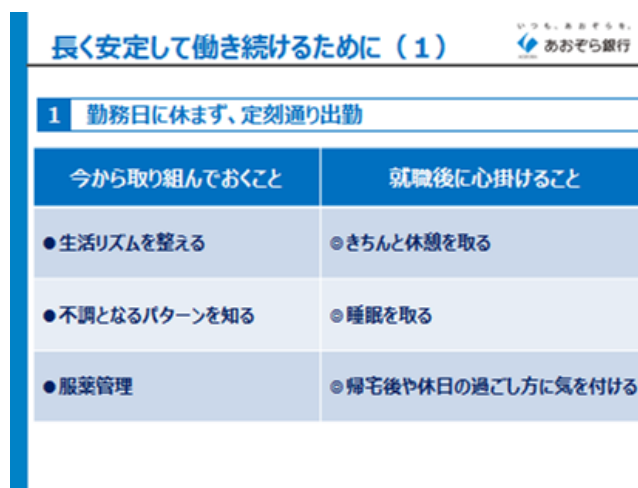 長く安定して働き続けるために（1）
いつも、あおぞらを。
あおぞら銀行
1 勤務日に休まず、定刻通り出勤
今から取り組んでおくこと 就職後に心掛けること
●生活リズムを整える ◎きちんと休憩を取る
●不調となるパターンを知る ◎睡眠を取る
●服薬管理 ◎帰宅後や休日の過ごし方に気を付ける